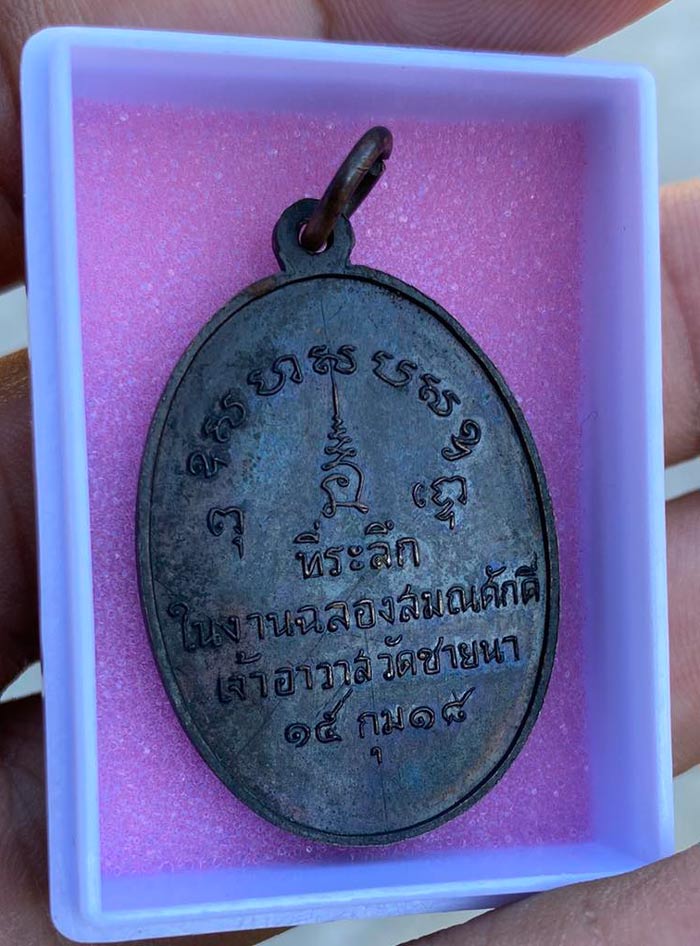 ที่ระลึก
ในงานฉลองสมณศักดิ์
เจ้าอาวาสวัดชายนา
๑๕ กุม๑๘